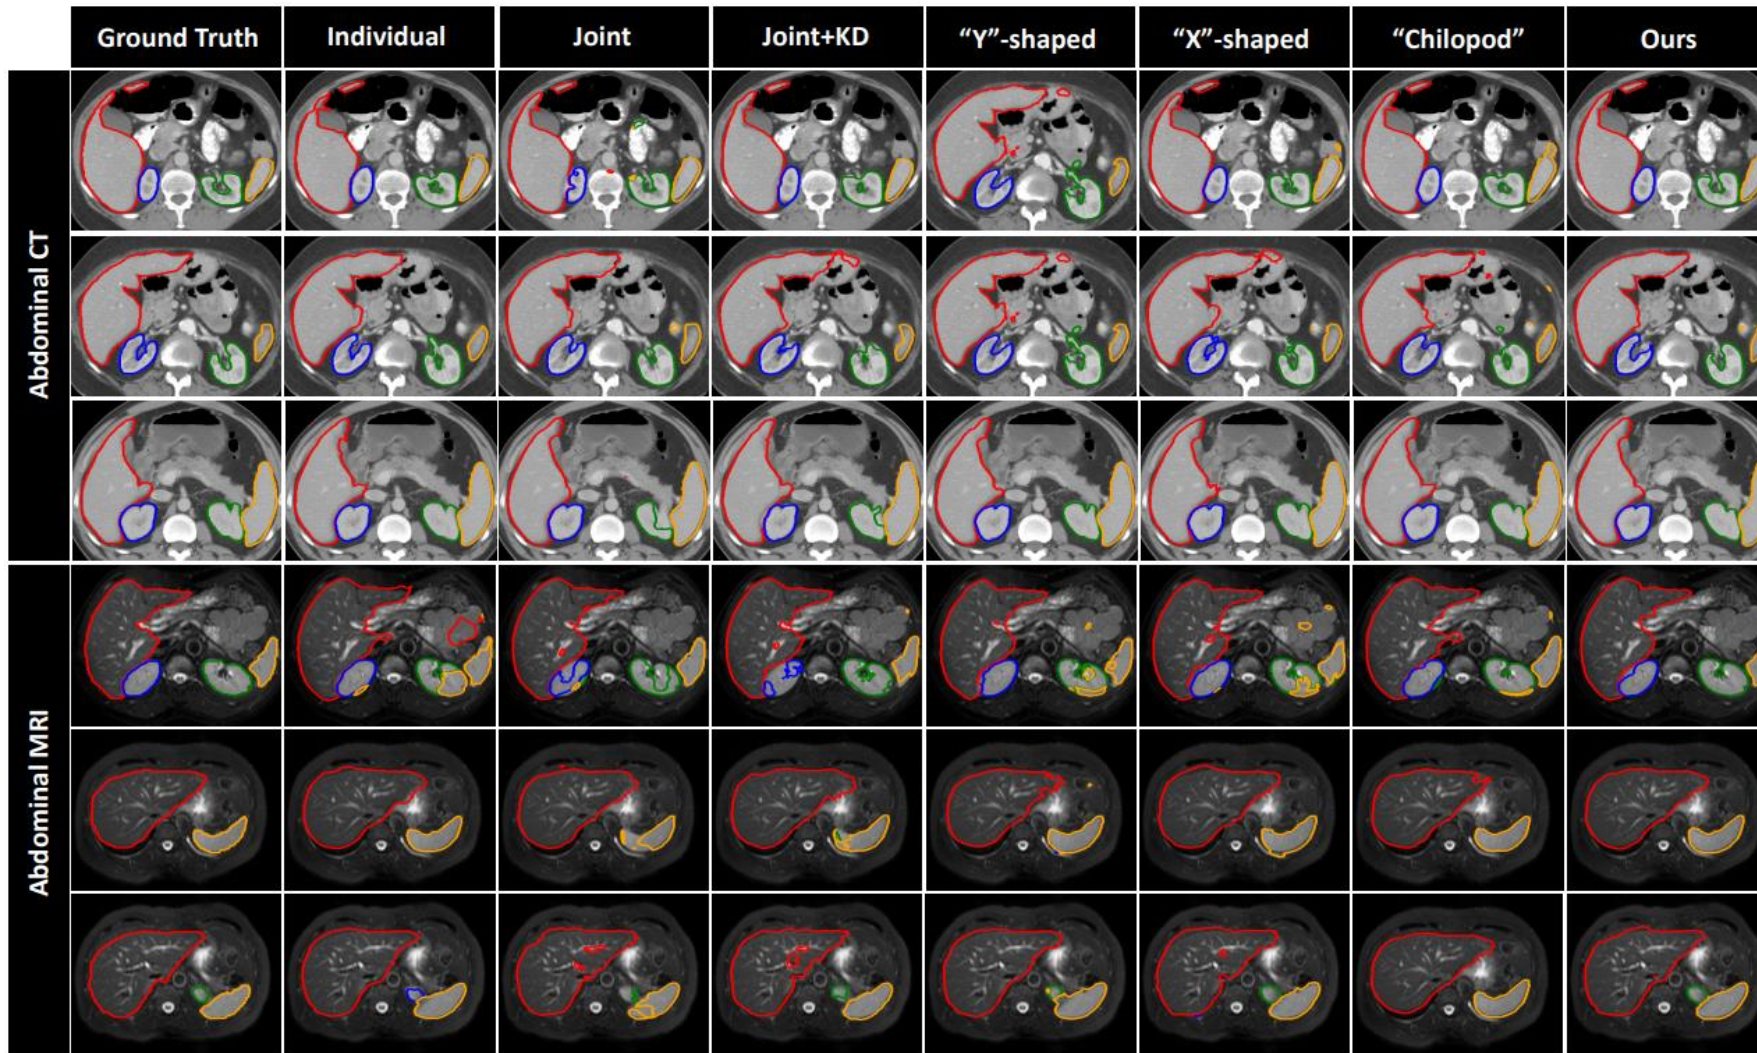 Ground Truth
Individual
Joint
Joint+KD
“Y”-shaped
“X”-shaped
“Chilopod”
Ours
Abdominal CT
Abdominal MRI